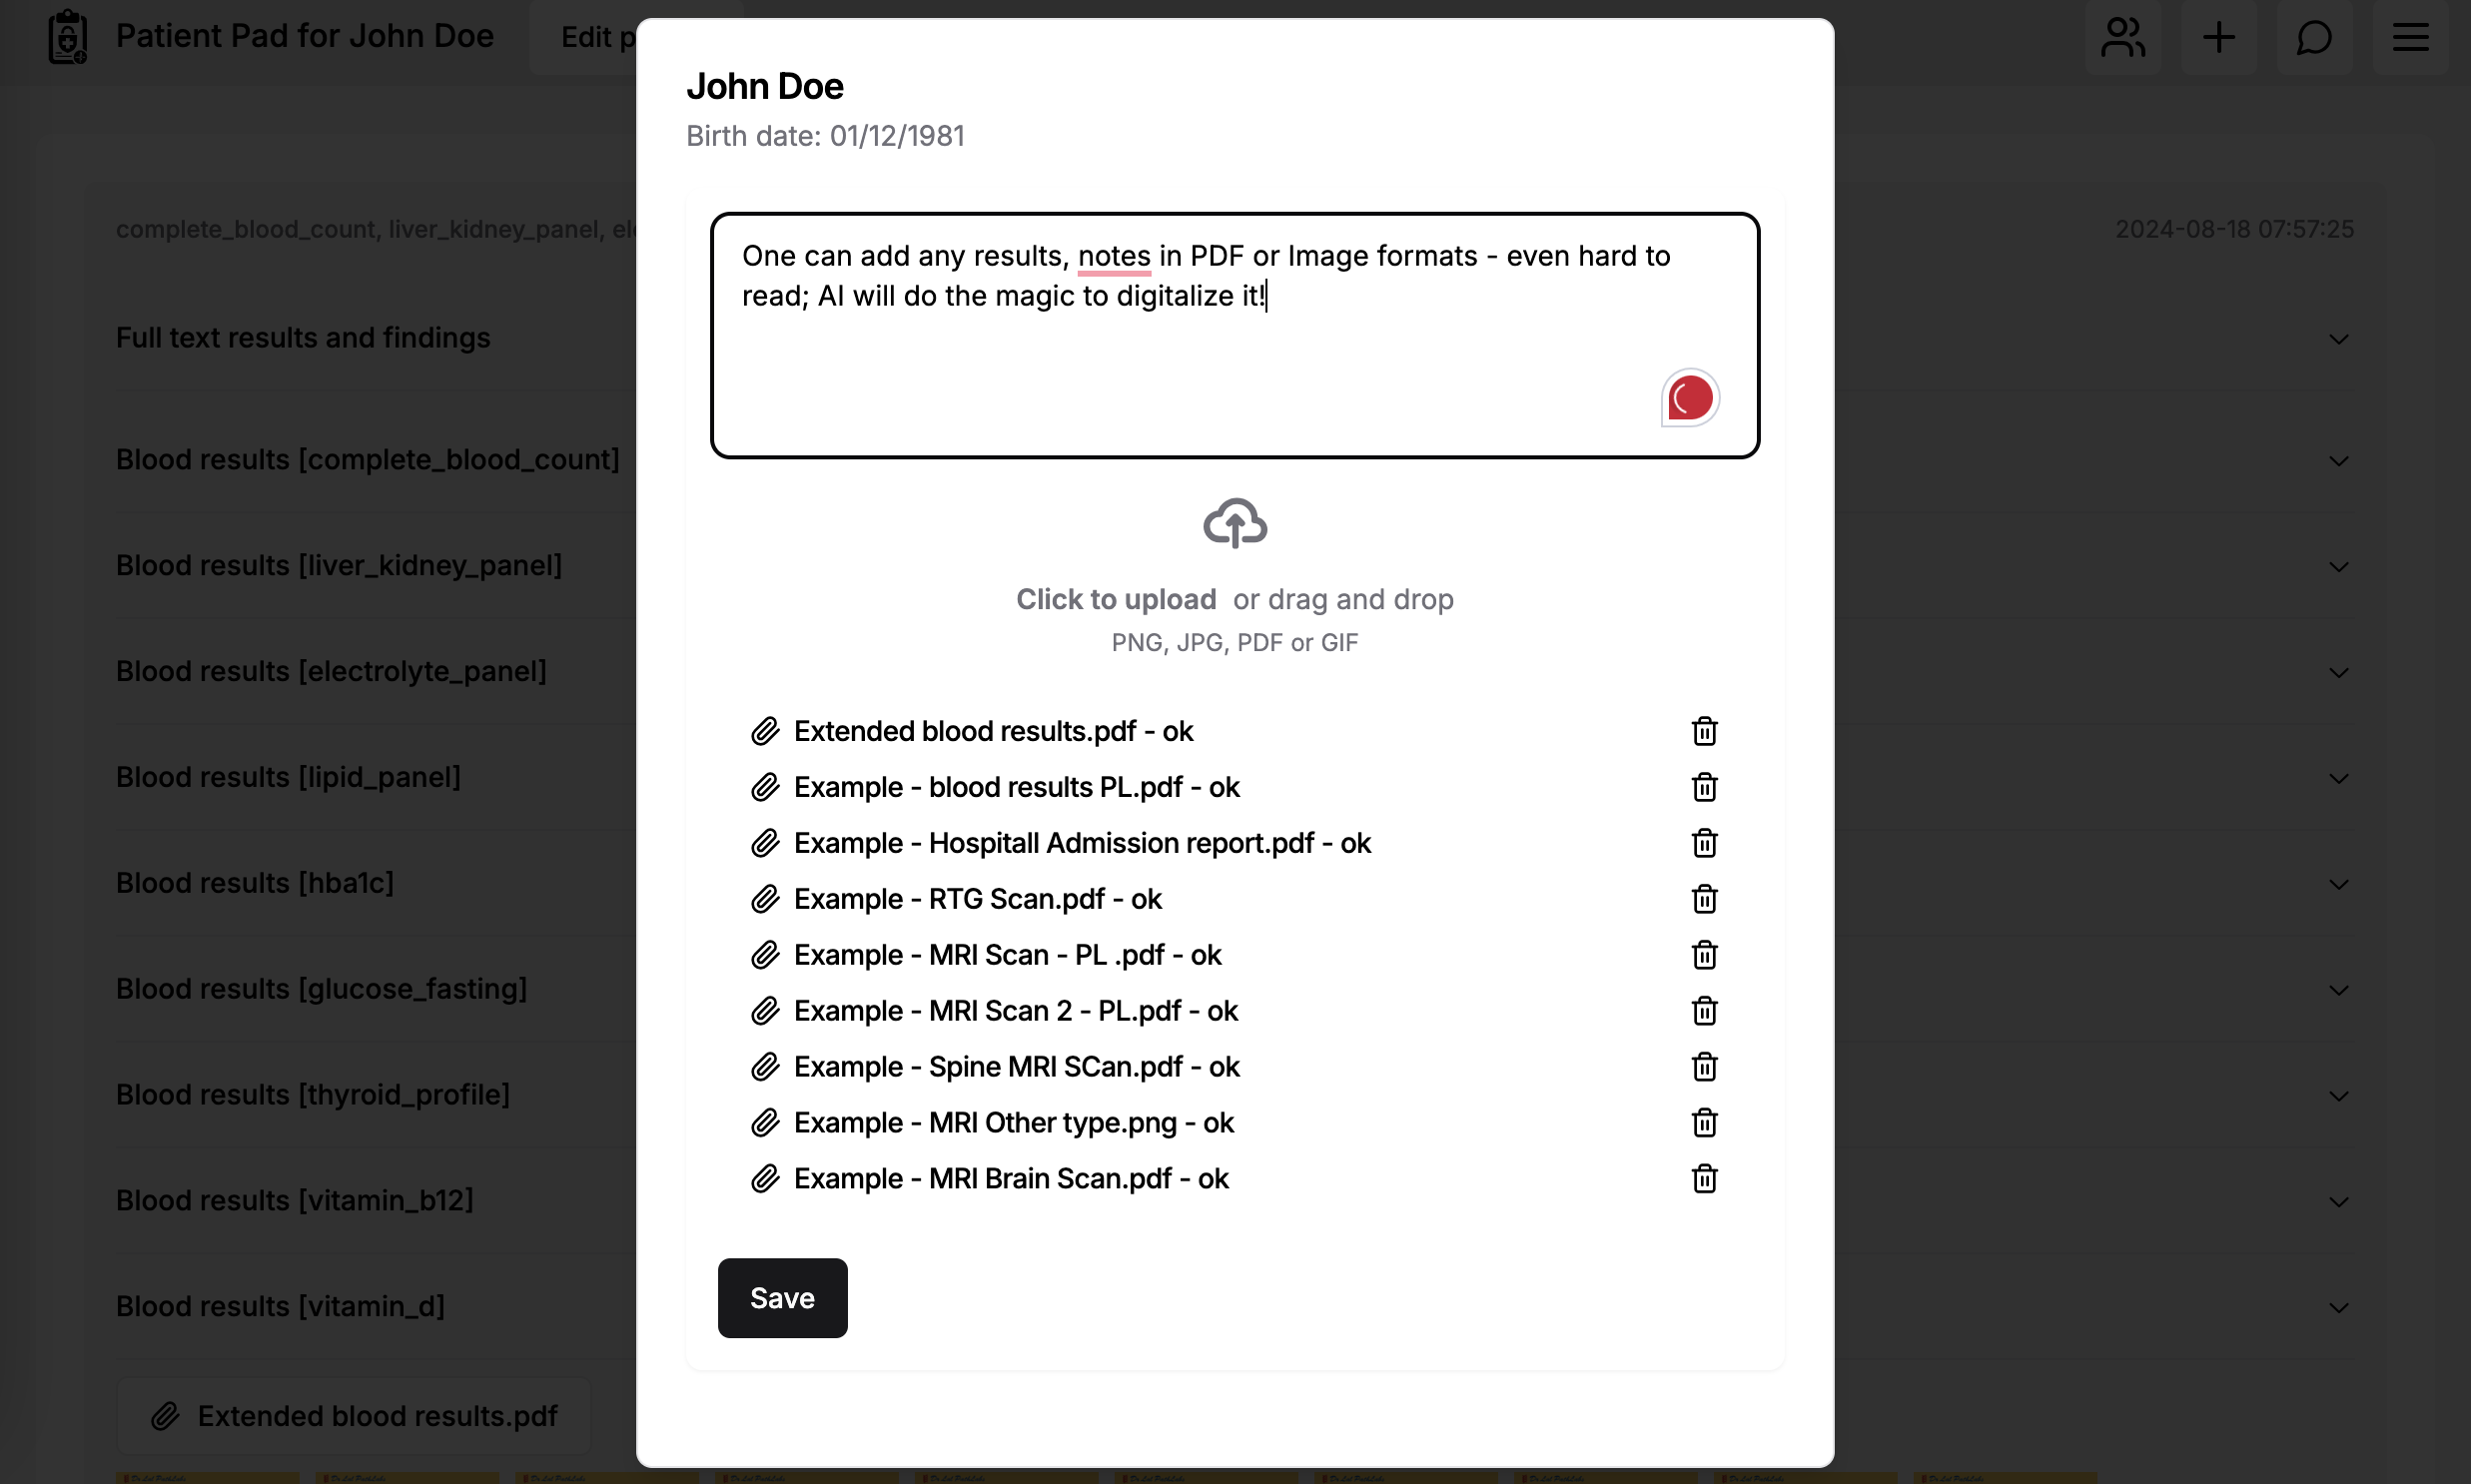 Patient Pad for John Doe
Edit p
complete_blood_count, liver_kidney_panel, ele
2024-08-18 07:57:25
Full text results and findings
Blood results [complete_blood_count]
Blood results [liver_kidney_panel]
Blood results [electrolyte_panel]
Blood results [lipid_panel]
Blood results [hba1c]
Blood results [glucose_fasting]
Blood results [thyroid_profile]
Blood results [vitamin_b12]
Blood results [vitamin_d]
Extended blood results.pdf
John Doe
Birth date: 01/12/1981
One can add any results, notes in PDF or Image formats - even hard to
read; AI will do the magic to digitalize it!
Click to upload or drag and drop
PNG, JPG, PDF or GIF
Extended blood results.pdf - ok
Example - blood results PL.pdf - ok
Example - Hospitall Admission report.pdf - ok
Example - RTG Scan.pdf - ok
Example - MRI Scan - PL .pdf - ok
Example - MRI Scan 2 - PL.pdf - ok
Example - Spine MRI SCan.pdf - ok
Example - MRI Other type.png - ok
Example - MRI Brain Scan.pdf - ok
Save